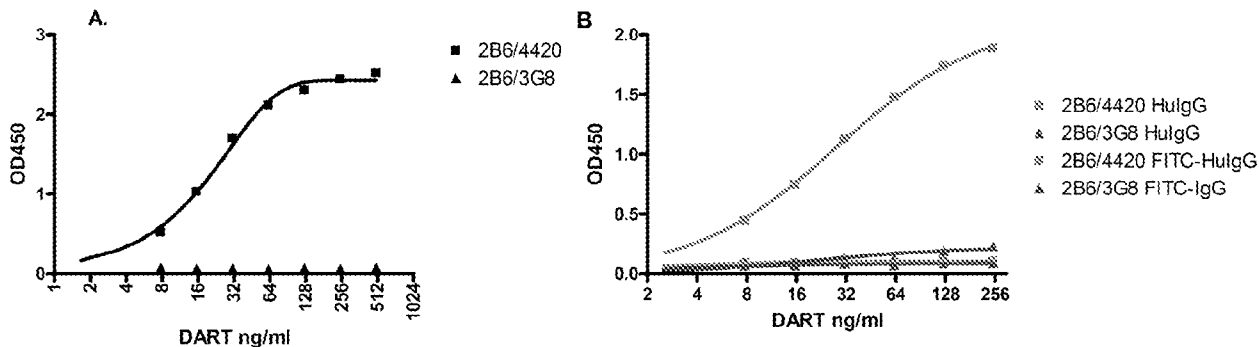 A.
3
2
1
0
OD450
1
2
4
8
16
32
64
128
256
512
1024
DART ng/ml
2B6/4420
2B6/3G8
B
2.0
1.5
1.0
0.5
0.0
OD450
2
4
8
16
32
64
128
256
DART ng/ml
2B6/4420 HuIgG
2B6/3G8 HuIgG
2B6/4420 FITC-HuIgG
2B6/3G8 FITC-IgG